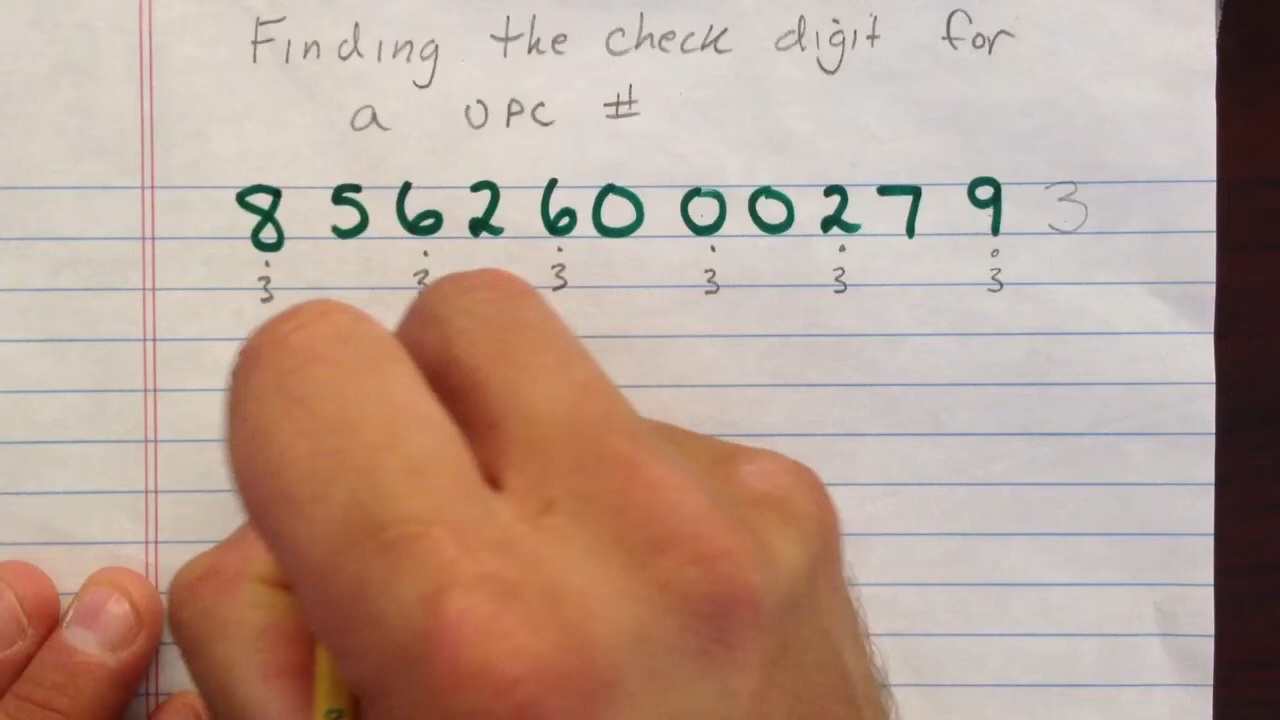 Finding the check digit for
a UPC #
8 5 6 2 6 0 0 0 2 7 9 3
3 3 3 3 3 3